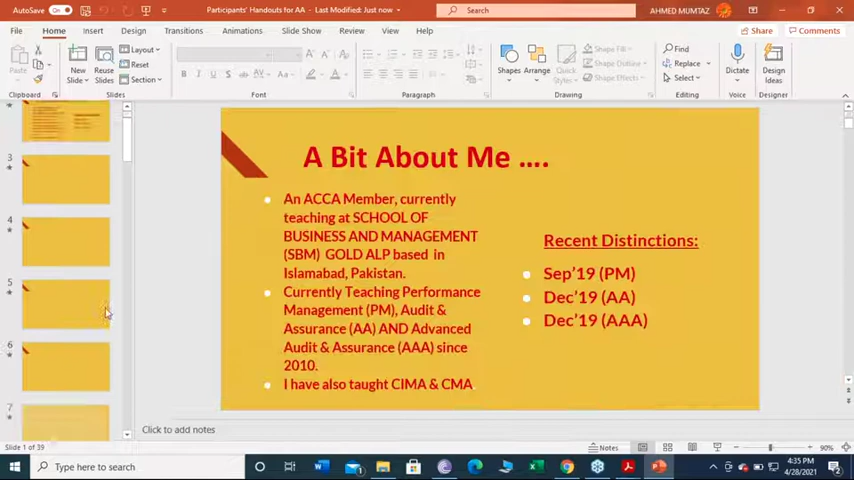 AutoSave On Participants' Handouts for AA - Last Modified: Just now Search AHMED MUMTAZ
File Home Insert Design Transitions Animations Slide Show Review View Help Share Comments
Paste
New Slide
Reuse Slides
Layout
Reset
Section
Shapes
Arrange
Quick Styles
Shape Fill
Shape Outline
Shape Effects
Find
Replace
Select
Dictate
Design Ideas
Clipboard Slides Font Paragraph Drawing Editing Voice Designer
3
4
5
6
7
A Bit About Me ....
An ACCA Member, currently
teaching at SCHOOL OF
BUSINESS AND MANAGEMENT
(SBM) GOLD ALP based in
Islamabad, Pakistan.
Currently Teaching Performance
Management (PM), Audit &
Assurance (AA) AND Advanced
Audit & Assurance (AAA) since
2010.
I have also taught CIMA & CMA
Recent Distinctions:
Sep'19 (PM)
Dec'19 (AA)
Dec'19 (AAA)
Click to add notes
Slide 1 of 39 Notes 90%
Type here to search
4:35 PM
4/28/2021